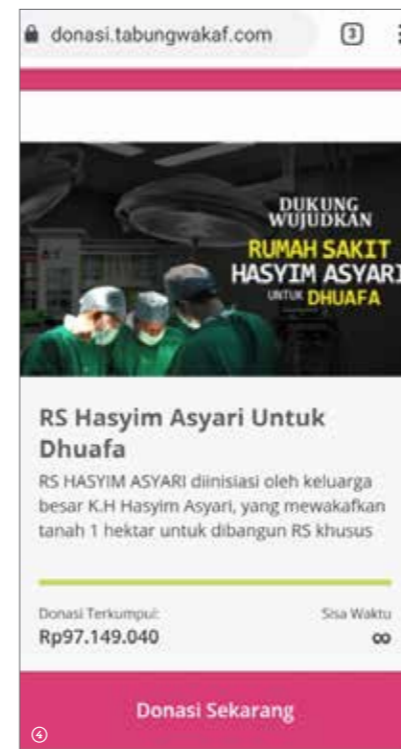 donasi.tabungwakaf.com 3
DUKUNG
WUJUDKAN
RUMAH SAKIT
HASYIM ASYARI
UNTUK DHUAFA
RS Hasyim Asyari Untuk
Dhuafa
RS HASYIM ASYARI diinisiasi oleh keluarga
besar K.H Hasyim Asyari, yang mewakafkan
tanah 1 hektar untuk dibangun RS khusus
Donasi Terkumpul: Sisa Waktu
Rp97.149.040 ∞
Donasi Sekarang
④